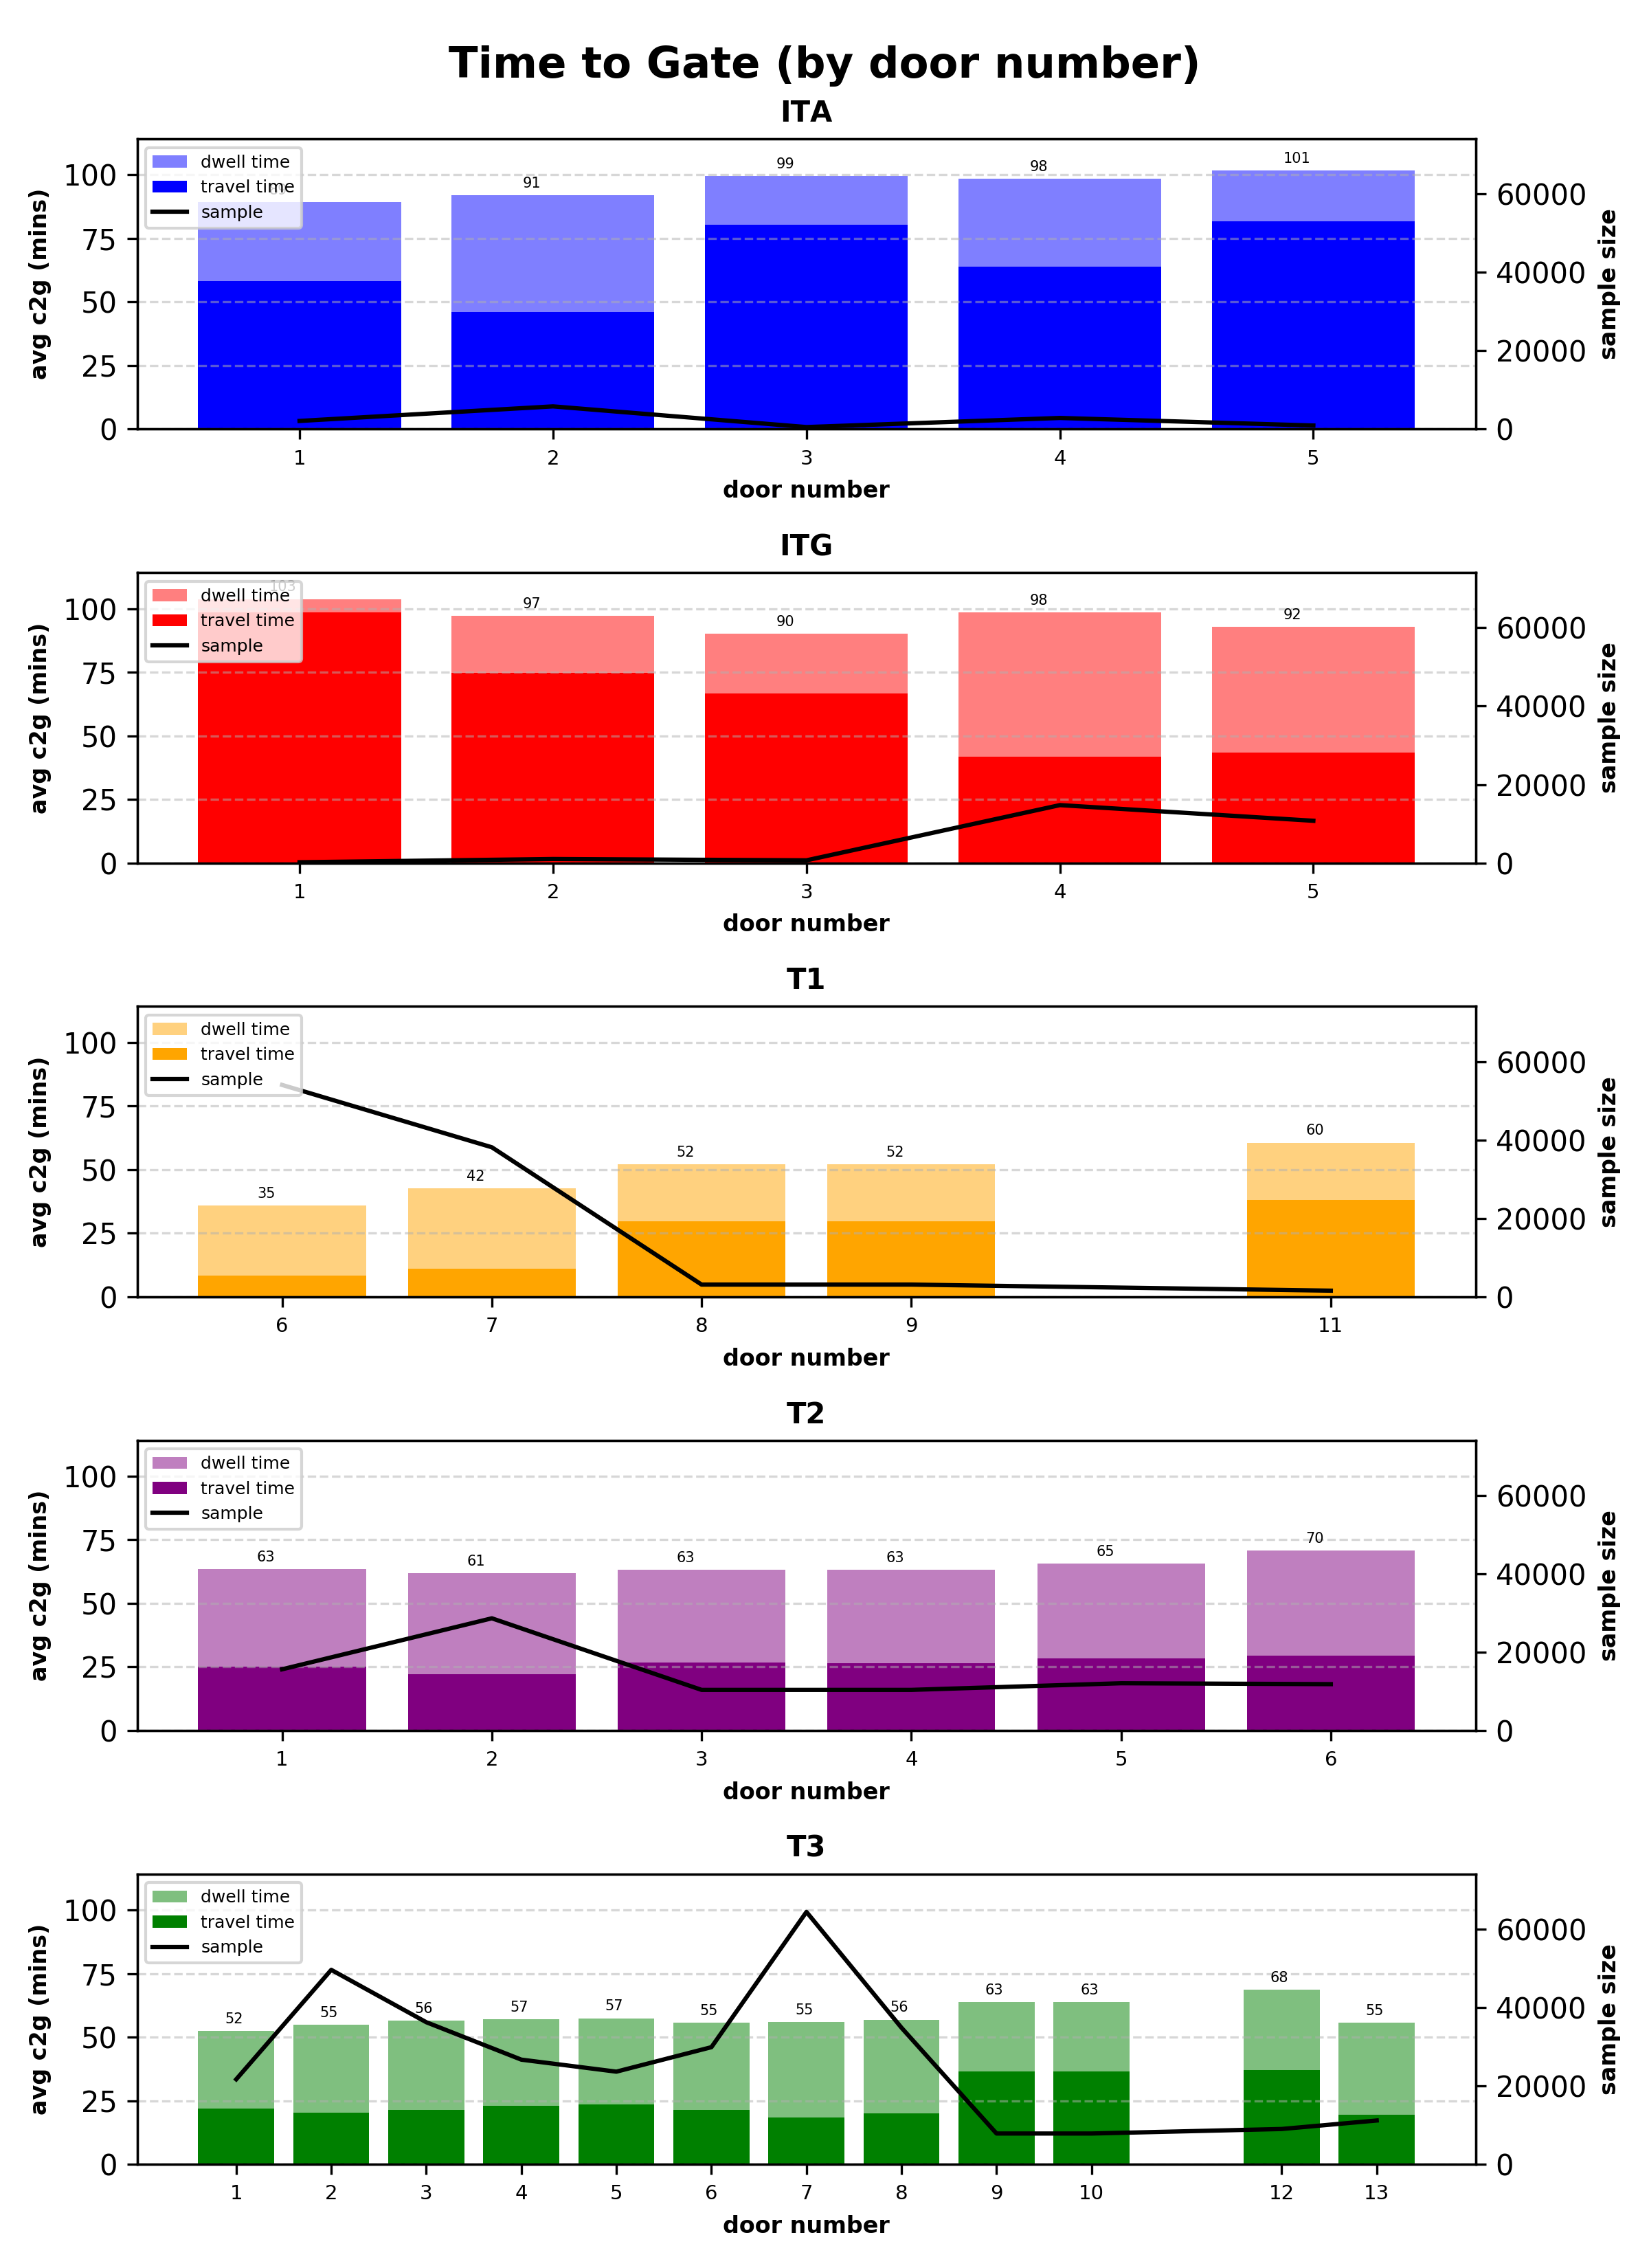 Time to Gate (by door number)
ITA
dwell time
travel time
sample
91
99
98
101
100
75
50
25
0
60000
40000
20000
0
avg c2g (mins)
sample size
1 2 3 4 5
door number
ITG
103
dwell time
travel time
sample
97
90
98
92
100
75
50
25
0
60000
40000
20000
0
avg c2g (mins)
sample size
1 2 3 4 5
door number
T1
dwell time
travel time
sample
35
42
52
52
60
100
75
50
25
0
60000
40000
20000
0
avg c2g (mins)
sample size
6 7 8 9 11
door number
T2
dwell time
travel time
sample
63
61
63
63
65
70
100
75
50
25
0
60000
40000
20000
0
avg c2g (mins)
sample size
1 2 3 4 5 6
door number
T3
dwell time
travel time
sample
52
55
56
57
57
55
55
56
63
63
68
55
100
75
50
25
0
60000
40000
20000
0
avg c2g (mins)
sample size
1 2 3 4 5 6 7 8 9 10 12 13
door number